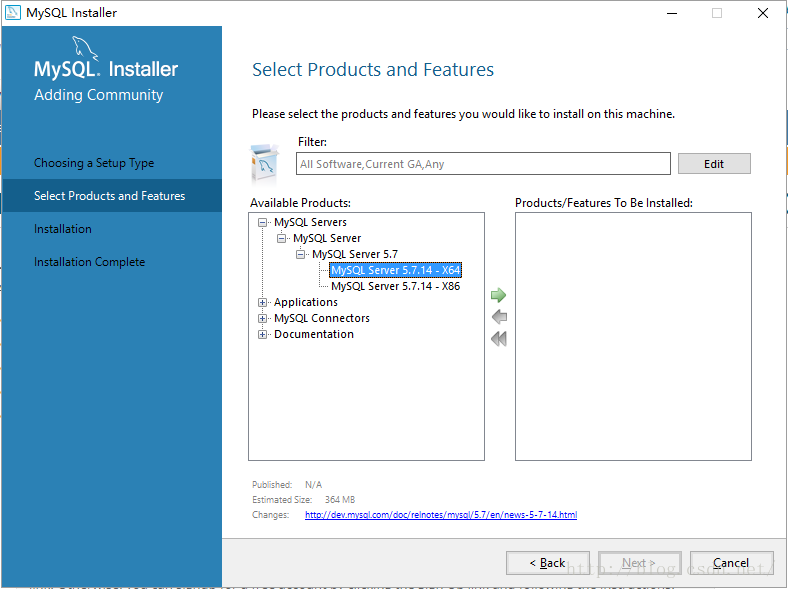 MySQL Installer
MySQL. Installer
Adding Community
Choosing a Setup Type
Select Products and Features
Installation
Installation Complete
Select Products and Features
Please select the products and features you would like to install on this machine.
Filter:
All Software,Current GA,Any
Edit
Available Products:
Products/Features To Be Installed:
MySQL Servers
MySQL Server
MySQL Server 5.7
MySQL Server 5.7.14 - X64
MySQL Server 5.7.14 - X86
Applications
MySQL Connectors
Documentation
Published: N/A
Estimated Size: 364 MB
Changes: http://dev.mysql.com/doc/relnotes/mysql/5.7/en/news-5-7-14.html
< Back
Next >
Cancel
http://blog.csdn.net/